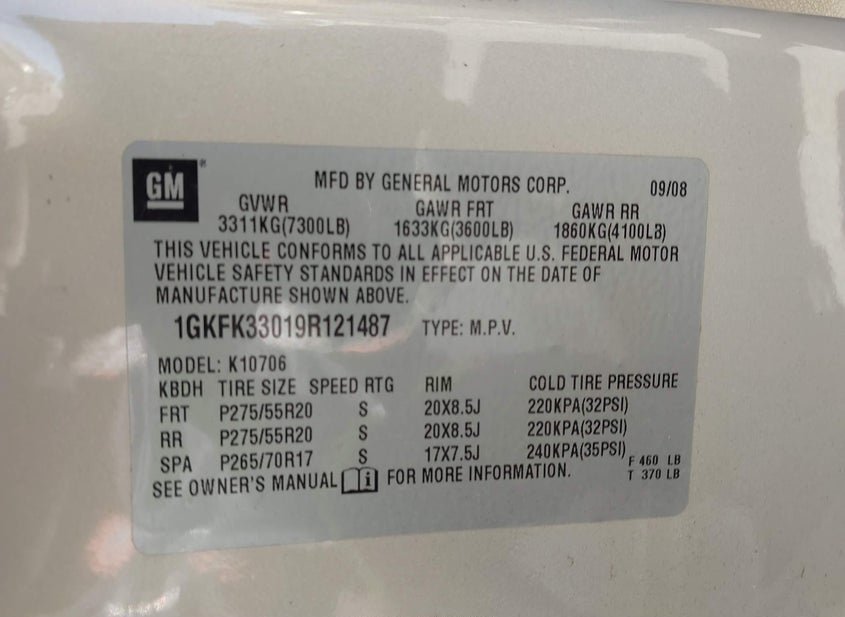 GM ® MFD BY GENERAL MOTORS CORP. 09/08
GVWR GAWR FRT GAWR RR
3311KG(7300LB) 1633KG(3600LB) 1860KG(4100LB)
THIS VEHICLE CONFORMS TO ALL APPLICABLE U.S. FEDERAL MOTOR
VEHICLE SAFETY STANDARDS IN EFFECT ON THE DATE OF
MANUFACTURE SHOWN ABOVE.
1GKFK33019R121487 TYPE: M.P.V.
MODEL: K10706
KBDH TIRE SIZE SPEED RTG RIM COLD TIRE PRESSURE
FRT P275/55R20 S 20X8.5J 220KPA(32PSI)
RR P275/55R20 S 20X8.5J 220KPA(32PSI)
SPA P265/70R17 S 17X7.5J 240KPA(35PSI) F 460 LB
SEE OWNER'S MANUAL i FOR MORE INFORMATION. T 370 LB